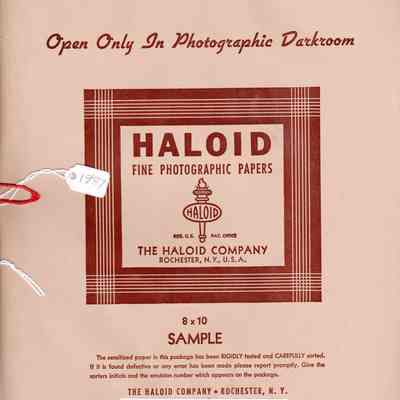 Open Only In Photographic Darkroom
HALOID
FINE PHOTOGRAPHIC PAPERS
HALOID
REG. U.S. PAT. OFFICE
THE HALOID COMPANY
ROCHESTER, N.Y., U.S.A.
8 x 10
SAMPLE
The sensitized paper in this package has been RIGIDLY tested and CAREFULLY sorted.
If it is found defective or any error has been made please report promptly. Give the
sorters initials and the emulsion number which appears on the package.
THE HALOID COMPANY • ROCHESTER, N. Y.